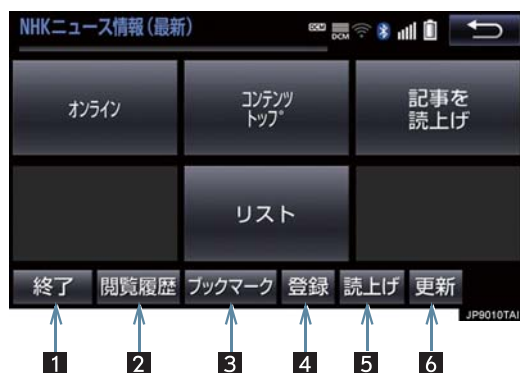 NHKニュース情報(最新)
DCM DCM
オンライン
コンテンツ
トップ
記事を
読上げ
リスト
終了 閲覧履歴 ブックマーク 登録 読上げ 更新
JP9010TAI
1 2 3 4 5 6